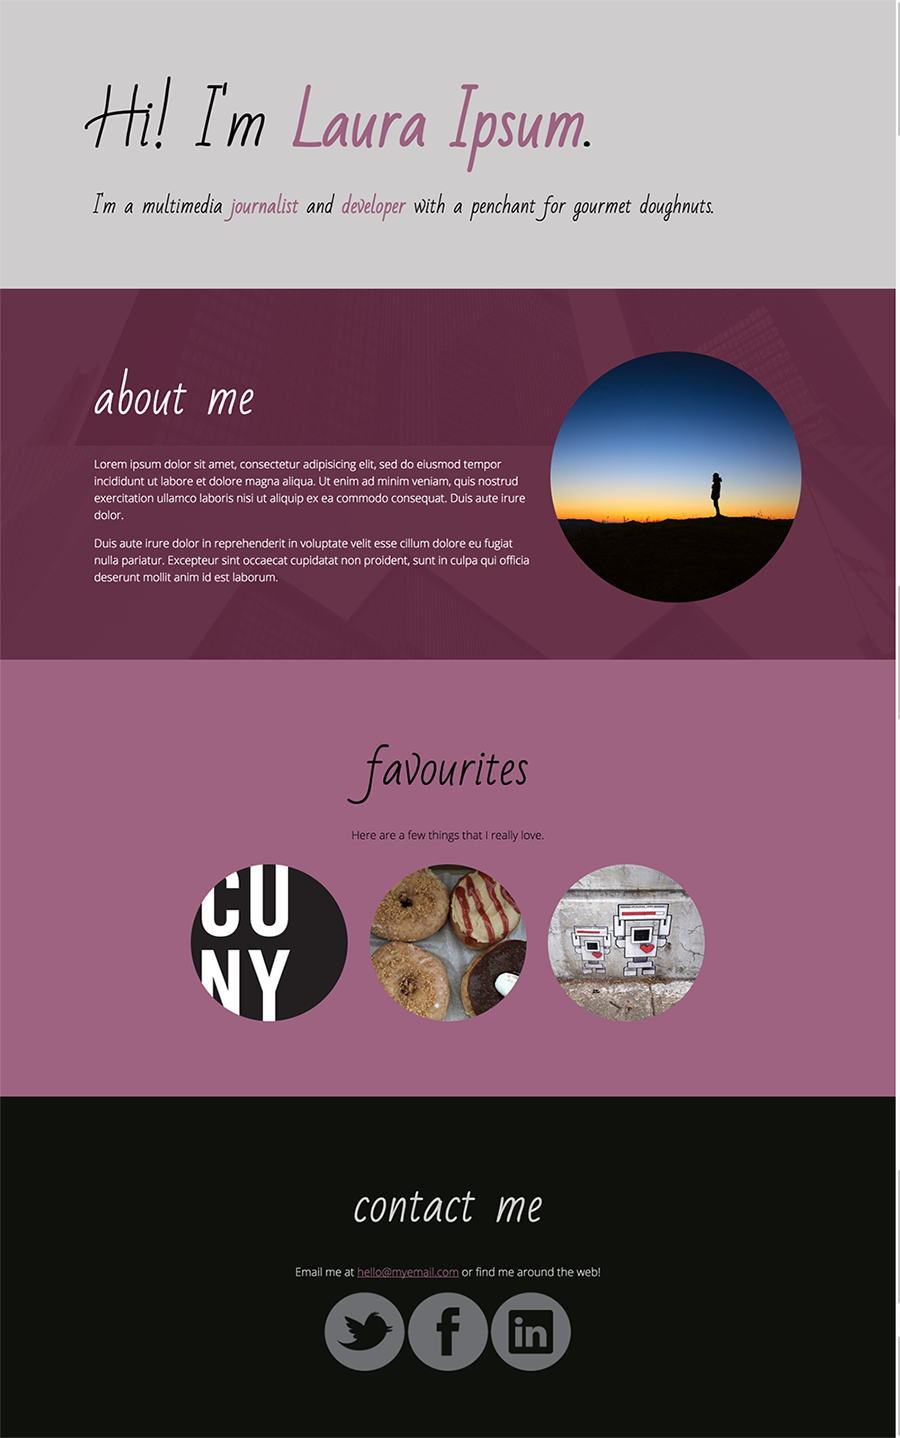 Hi! I'm Laura Ipsum.
I'm a multimedia journalist and developer with a penchant for gourmet doughnuts.
about me
Lorem ipsum dolor sit amet, consectetur adipisicing elit, sed do eiusmod tempor
incididunt ut labore et dolore magna aliqua. Ut enim ad minim veniam, quis nostrud
exercitation ullamco laboris nisi ut aliquip ex ea commodo consequat. Duis aute irure
dolor.
Duis aute irure dolor in reprehenderit in voluptate velit esse cillum dolore eu fugiat
nulla pariatur. Excepteur sint occaecat cupidatat non proident, sunt in culpa qui officia
deserunt mollit anim id est laborum.
favourites
Here are a few things that I really love.
CU
NY
contact me
Email me at hello@myemail.com or find me around the web!
f
in